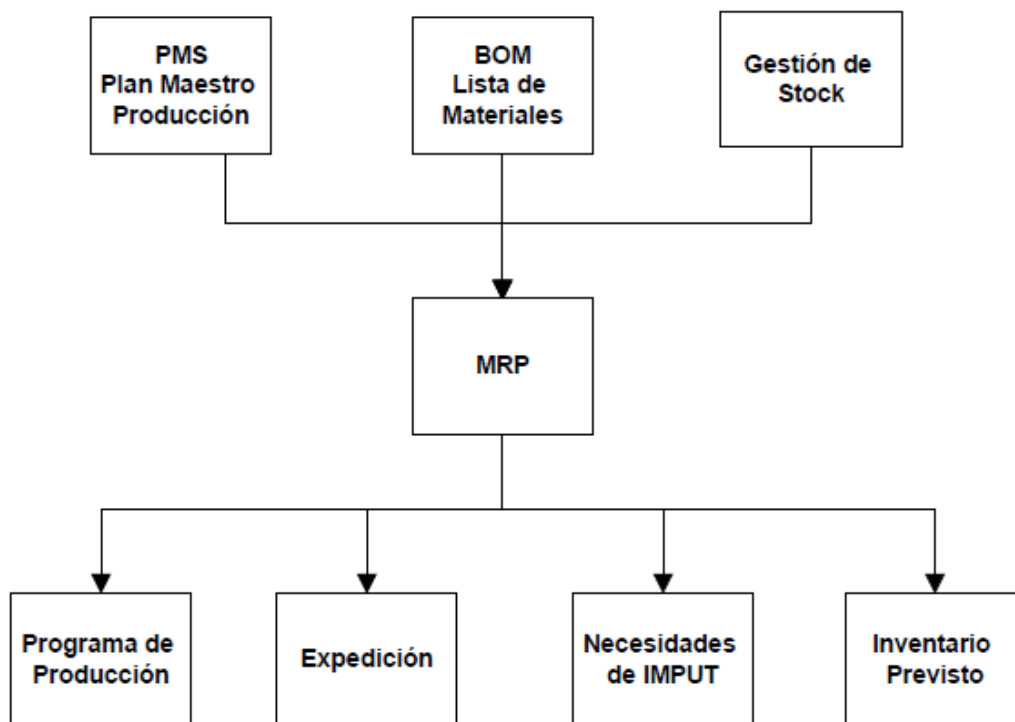 PMS
Plan Maestro
Producción
BOM
Lista de
Materiales
Gestión de
Stock
MRP
Programa de
Producción
Expedición
Necesidades
de IMPUT
Inventario
Previsto